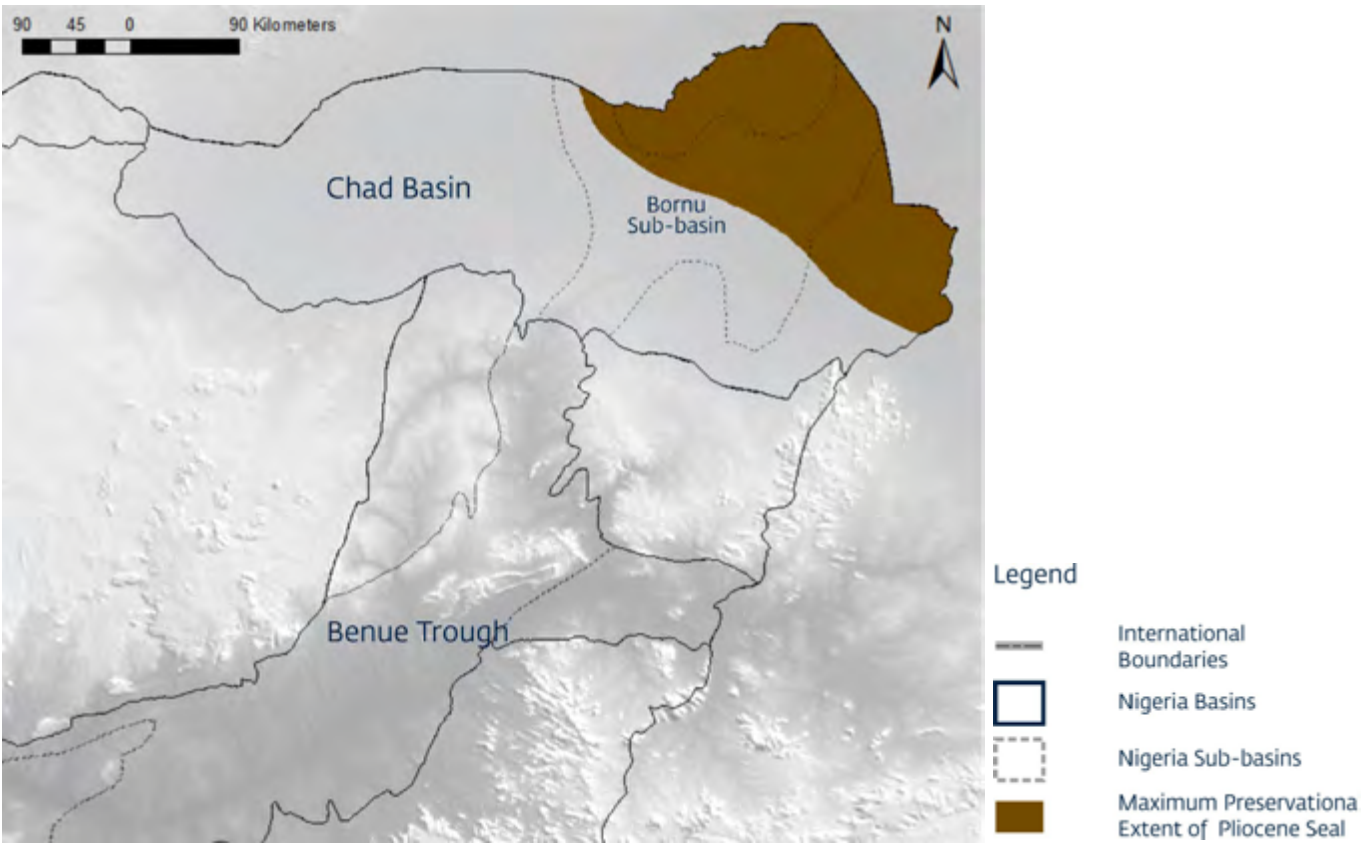 90 45 0 90 Kilometers
N
Chad Basin
Bornu
Sub-basin
Benue Trough
Legend
International
Boundaries
Nigeria Basins
Nigeria Sub-basins
Maximum Preservationa
Extent of Pliocene Seal